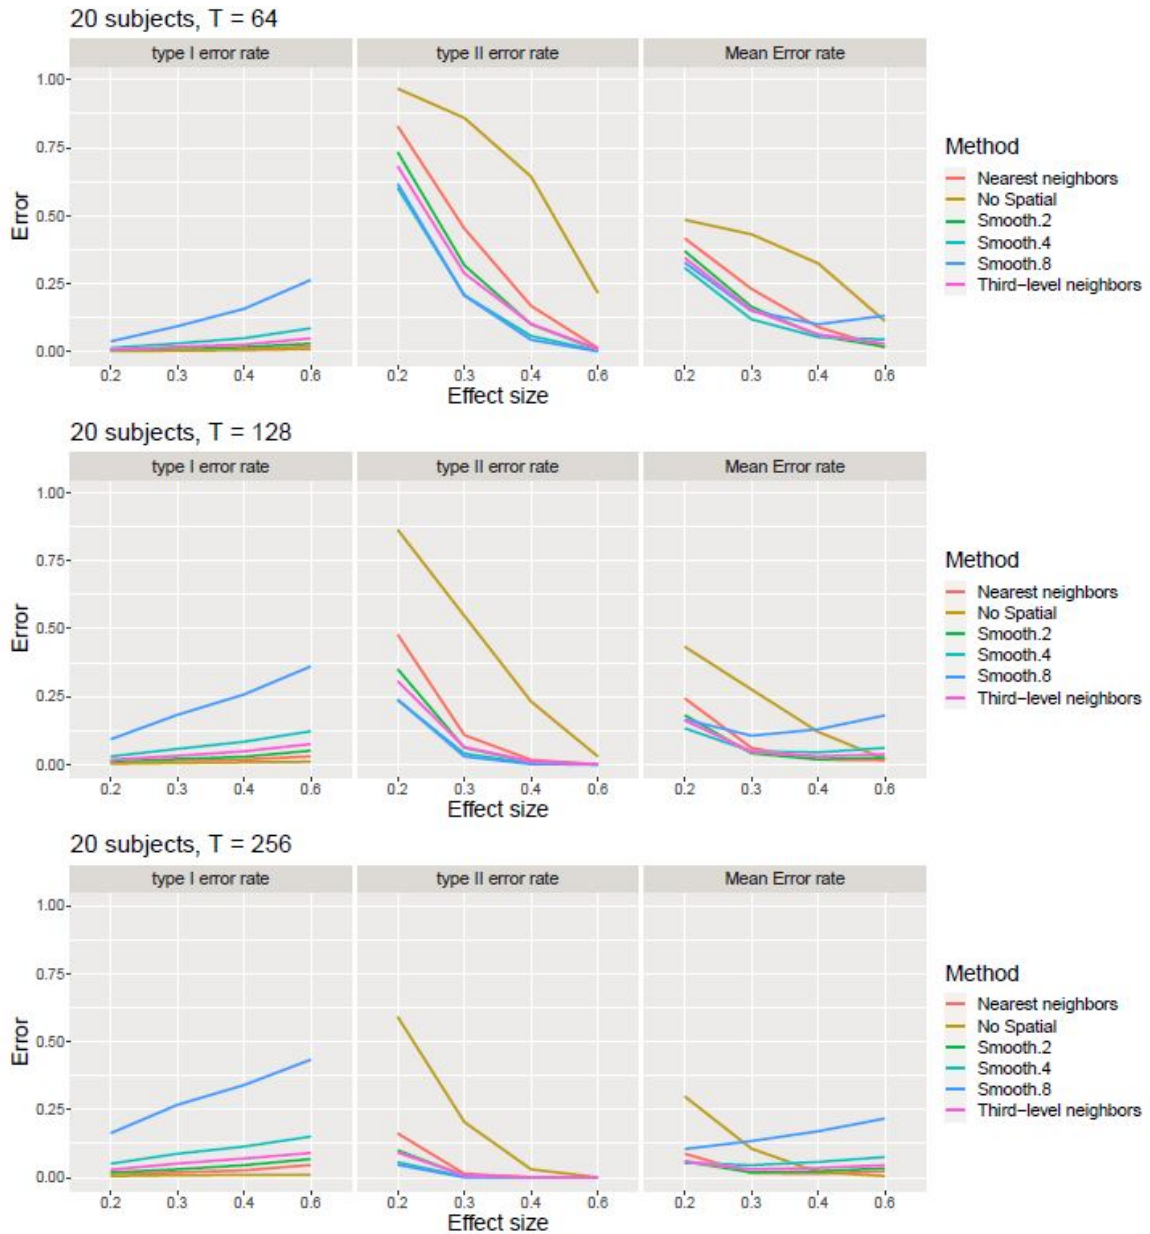 20 subjects, T = 64
type I error rate
type II error rate
Mean Error rate
1.00
0.75
0.50
0.25
0.00
Error
0.2 0.3 0.4 0.6
0.2 0.3 0.4 0.6
0.2 0.3 0.4 0.6
Effect size
Method
Nearest neighbors
No Spatial
Smooth.2
Smooth.4
Smooth.8
Third-level neighbors
20 subjects, T = 128
type I error rate
type II error rate
Mean Error rate
1.00
0.75
0.50
0.25
0.00
Error
0.2 0.3 0.4 0.6
0.2 0.3 0.4 0.6
0.2 0.3 0.4 0.6
Effect size
Method
Nearest neighbors
No Spatial
Smooth.2
Smooth.4
Smooth.8
Third-level neighbors
20 subjects, T = 256
type I error rate
type II error rate
Mean Error rate
1.00
0.75
0.50
0.25
0.00
Error
0.2 0.3 0.4 0.6
0.2 0.3 0.4 0.6
0.2 0.3 0.4 0.6
Effect size
Method
Nearest neighbors
No Spatial
Smooth.2
Smooth.4
Smooth.8
Third-level neighbors